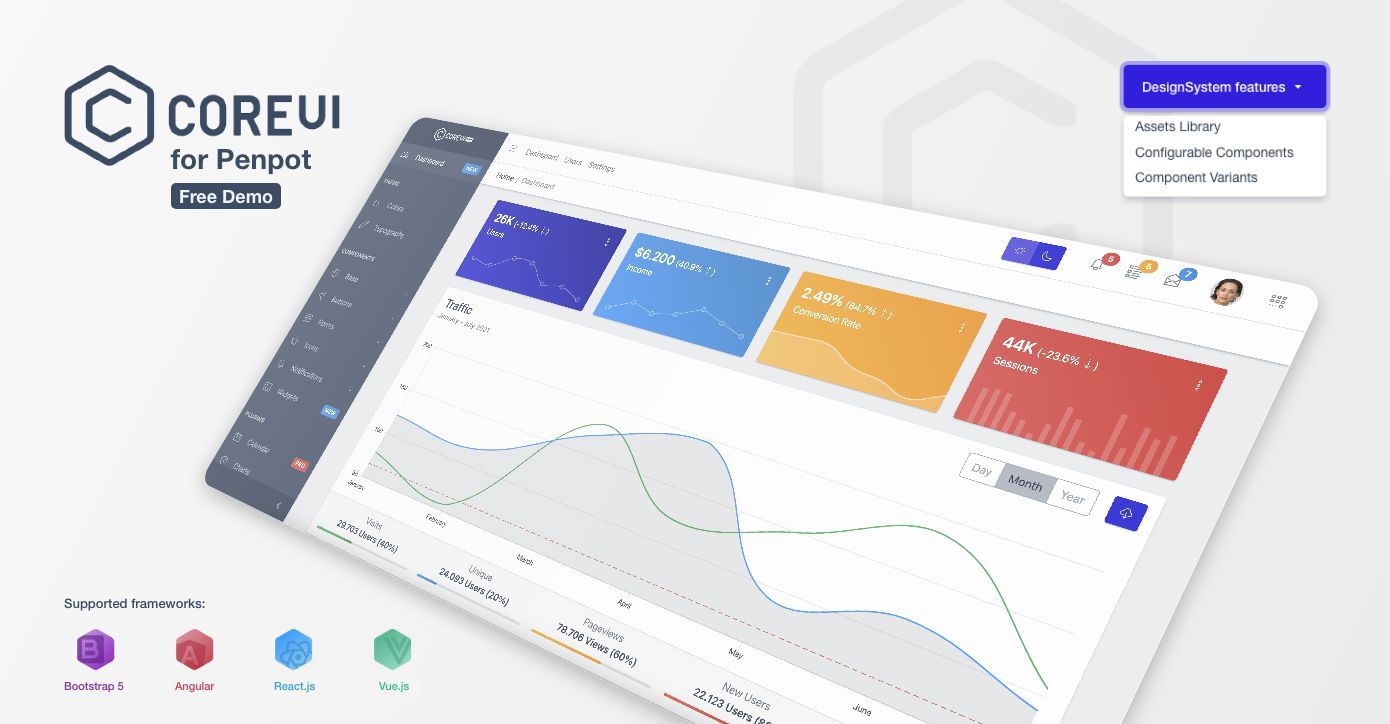 COREUI
for Penpot
Free Demo
DesignSystem features
Assets Library
Configurable Components
Component Variants
COREUI
Dashboard
NEW
THEME
Colors
Typography
COMPONENTS
Base
Buttons
Forms
Icons
Notifications
Widgets
NEW
PLUGINS
Calendar
PRO
Charts
Dashboard Users Settings
Home / Dashboard
5
5
7
26K (-12.4% ↓)
Users
$6.200 (40.9% ↑)
Income
2.49% (84.7% ↑)
Conversion Rate
44K (-23.6% ↓)
Sessions
Traffic
January - July 2021
Day Month Year
January
February
March
April
May
June
Visits
29.703 Users (40%)
Unique
24.093 Users (20%)
Pageviews
78.706 Views (60%)
New Users
22.123 Users
Supported frameworks:
Bootstrap 5
Angular
React.js
Vue.js